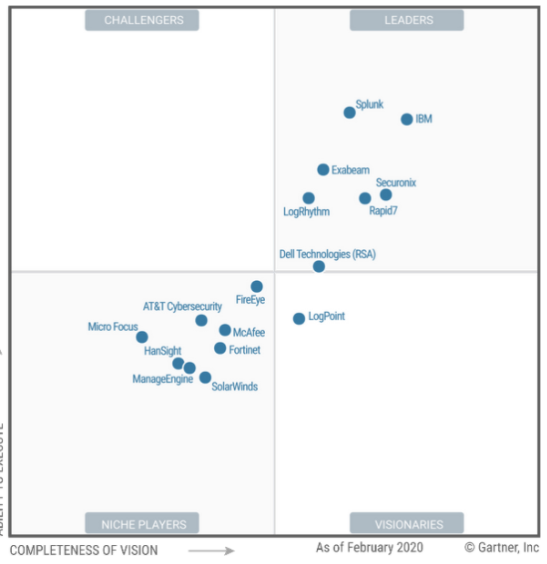 CHALLENGERS
LEADERS
Splunk
IBM
Exabeam
Securonix
LogRhythm
Rapid7
Dell Technologies (RSA)
FireEye
AT&T Cybersecurity
LogPoint
Micro Focus
McAfee
HanSight
Fortinet
ManageEngine
SolarWinds
NICHE PLAYERS
VISIONARIES
COMPLETENESS OF VISION
As of February 2020
© Gartner, Inc